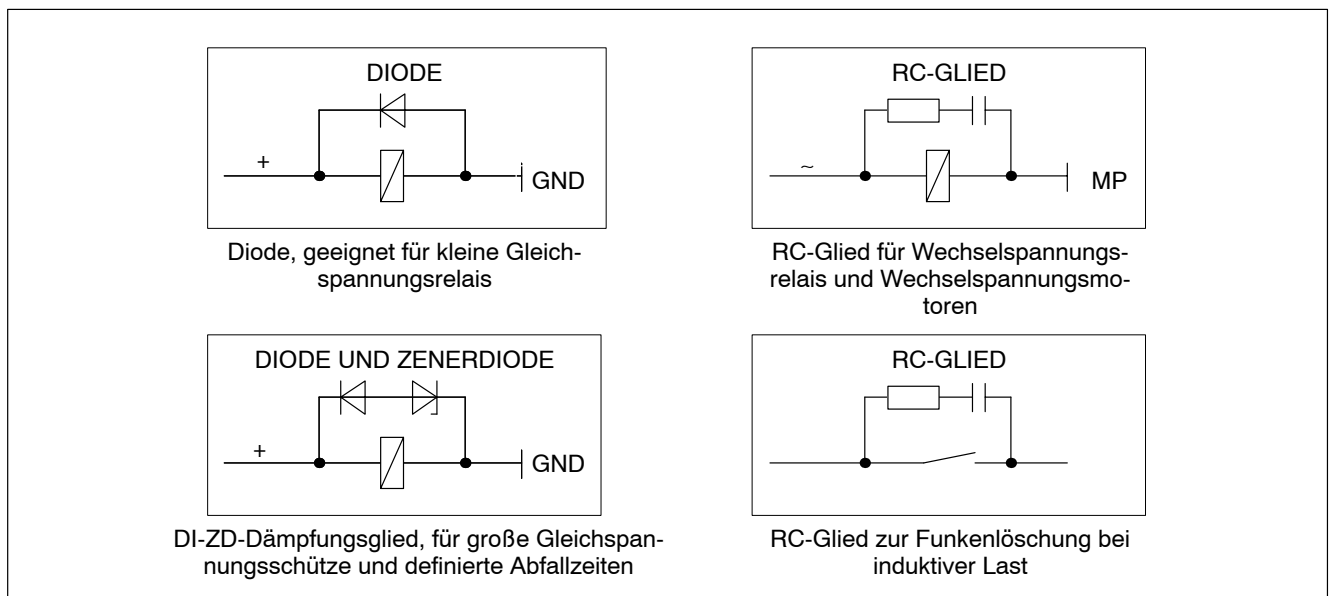 DIODE
+
GND
Diode, geeignet für kleine Gleich-
spannungsrelais
RC-GLIED
~
MP
RC-Glied für Wechselspannungs-
relais und Wechselspannungsmo-
toren
DIODE UND ZENERDIODE
+
GND
DI-ZD-Dämpfungsglied, für große Gleichspan-
nungsschütze und definierte Abfallzeiten
RC-GLIED
RC-Glied zur Funkenlöschung bei
induktiver Last